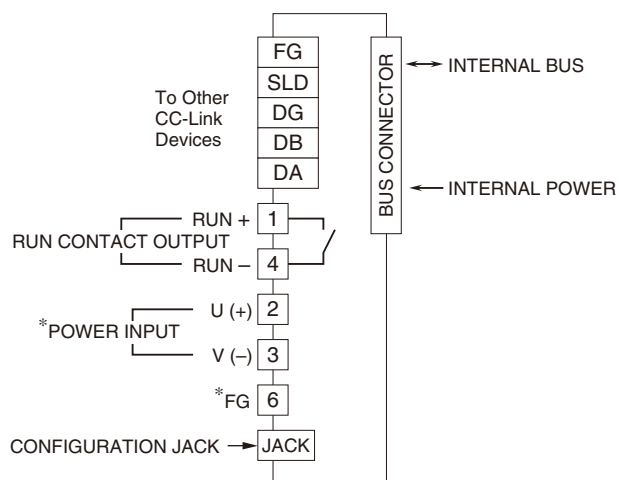 FG
SLD
DG
DB
DA
To Other
CC-Link
Devices
BUS CONNECTOR
INTERNAL BUS
INTERNAL POWER
RUN +
1
RUN CONTACT OUTPUT
RUN –
4
U (+)
2
*POWER INPUT
V (–)
3
*FG
6
CONFIGURATION JACK
JACK